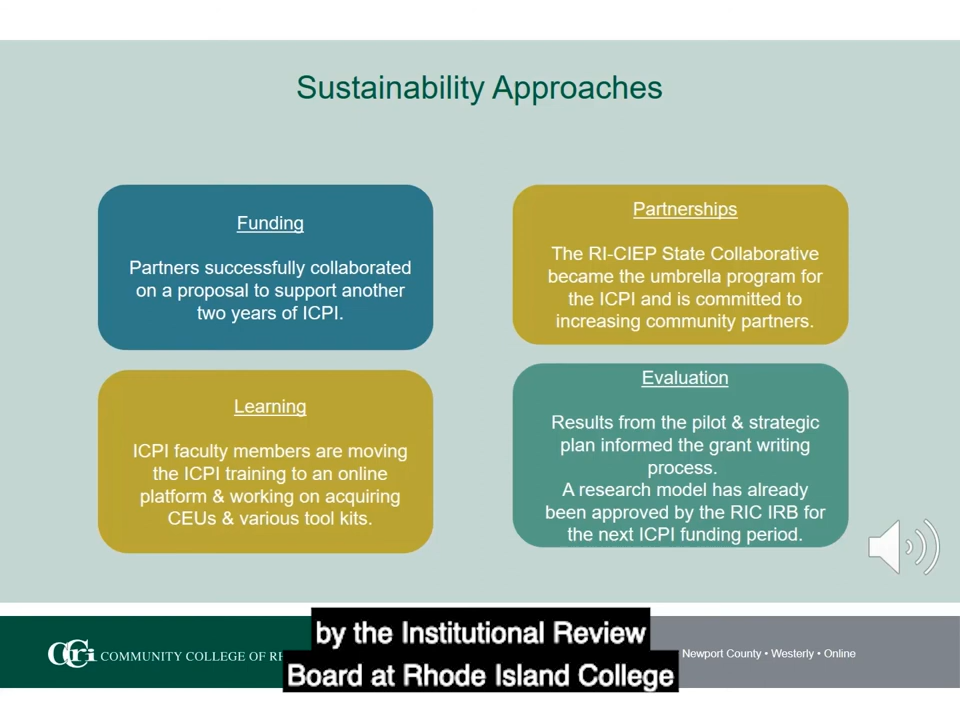 Sustainability Approaches
Funding
Partners successfully collaborated
on a proposal to support another
two years of ICPI.
Partnerships
The RI-CIEP State Collaborative
became the umbrella program for
the ICPI and is committed to
increasing community partners.
Learning
ICPI faculty members are moving
the ICPI training to an online
platform & working on acquiring
CEUs & various tool kits.
Evaluation
Results from the pilot & strategic
plan informed the grant writing
process.
A research model has already
been approved by the RIC IRB for
the next ICPI funding period.
CCri COMMUNITY COLLEGE OF
Newport County • Westerly • Online
by the Institutional Review
Board at Rhode Island College